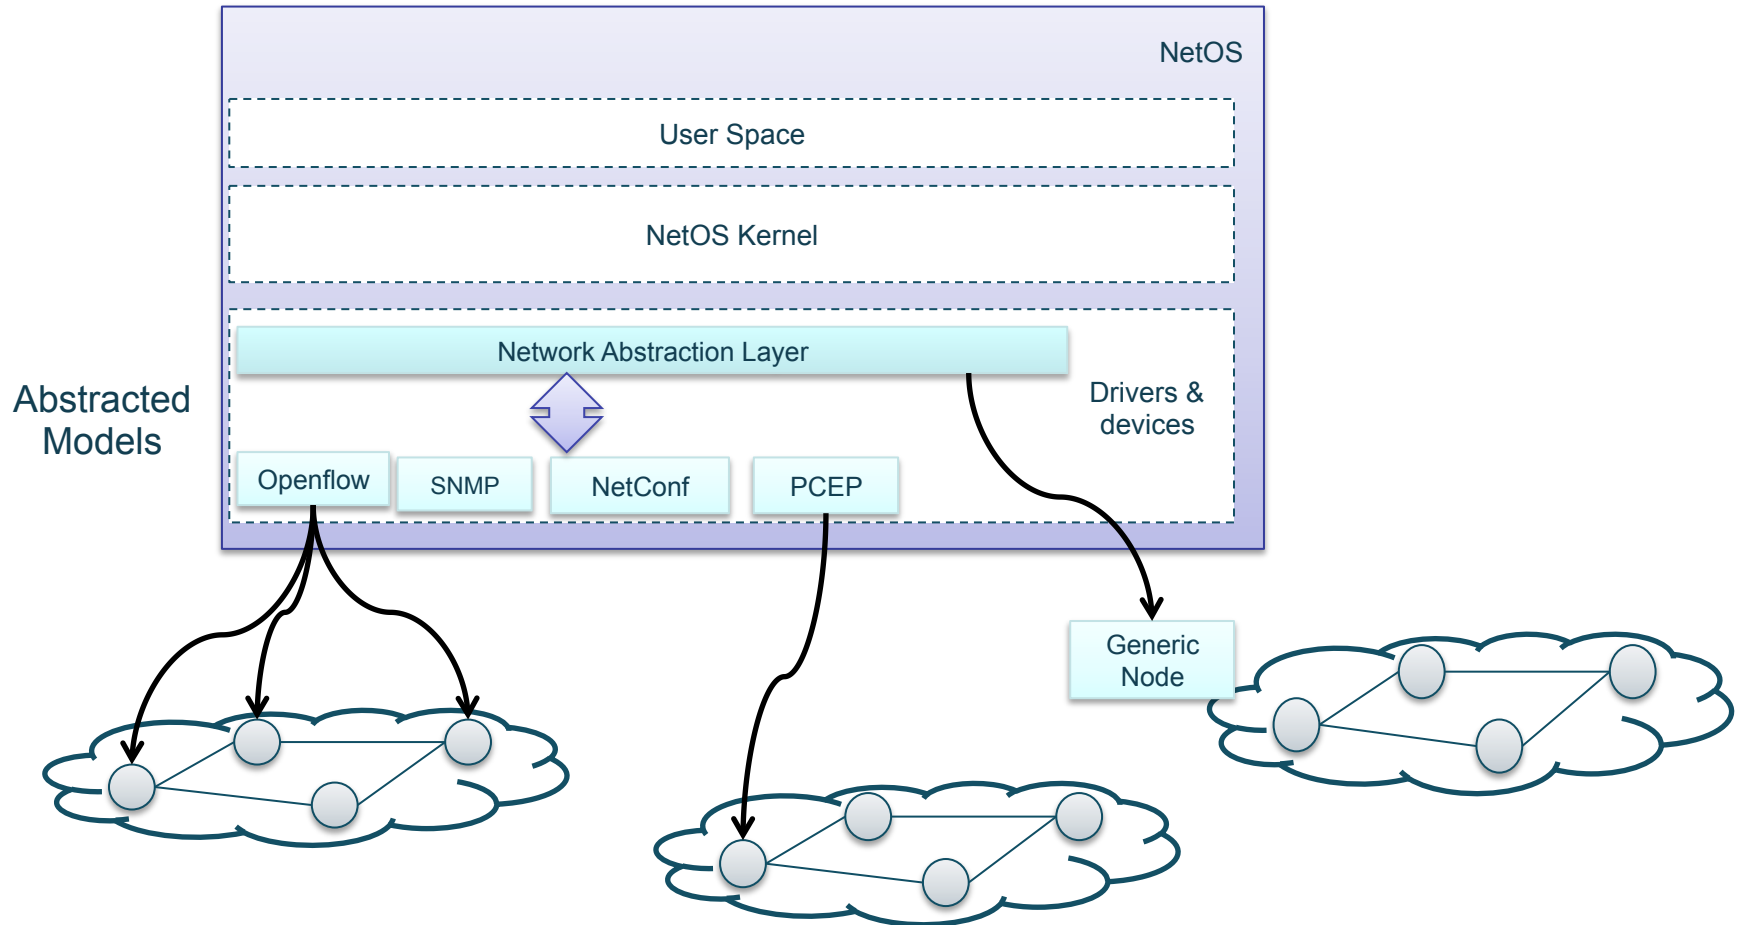 NetOS
User Space
NetOS Kernel
Network Abstraction Layer
Drivers &
devices
Abstracted
Models
Openflow
SNMP
NetConf
PCEP
Generic
Node